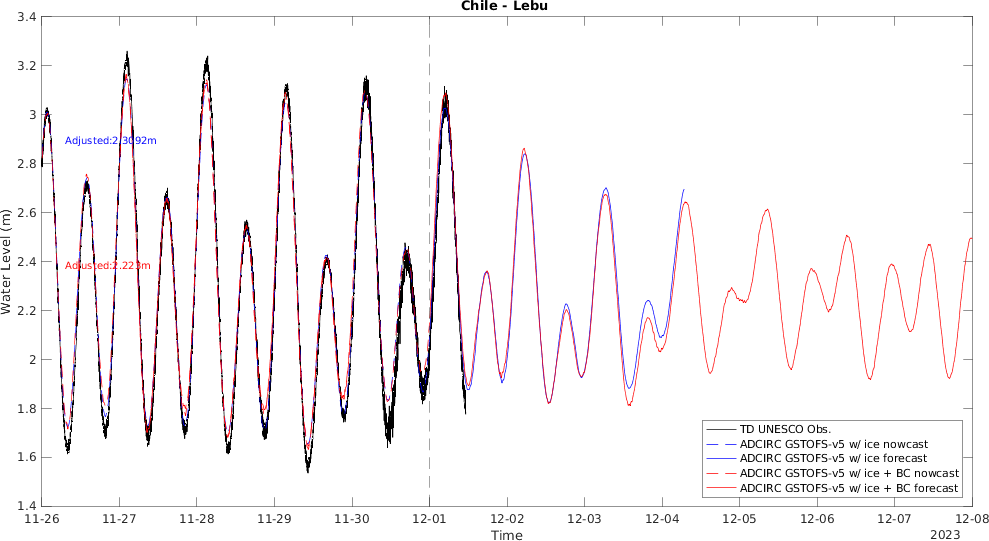 Chile - Lebu
3.4
3.2
3
2.8
2.6
2.4
2.2
2
1.8
1.6
1.4
Water Level (m)
Adjusted:2.3092m
Adjusted:2.223m
TD UNESCO Obs.
ADCIRC GSTOFS-v5 w/ ice nowcast
ADCIRC GSTOFS-v5 w/ ice forecast
ADCIRC GSTOFS-v5 w/ ice + BC nowcast
ADCIRC GSTOFS-v5 w/ ice + BC forecast
11-26 11-27 11-28 11-29 11-30 12-01 12-02 12-03 12-04 12-05 12-06 12-07 12-08
Time
2023